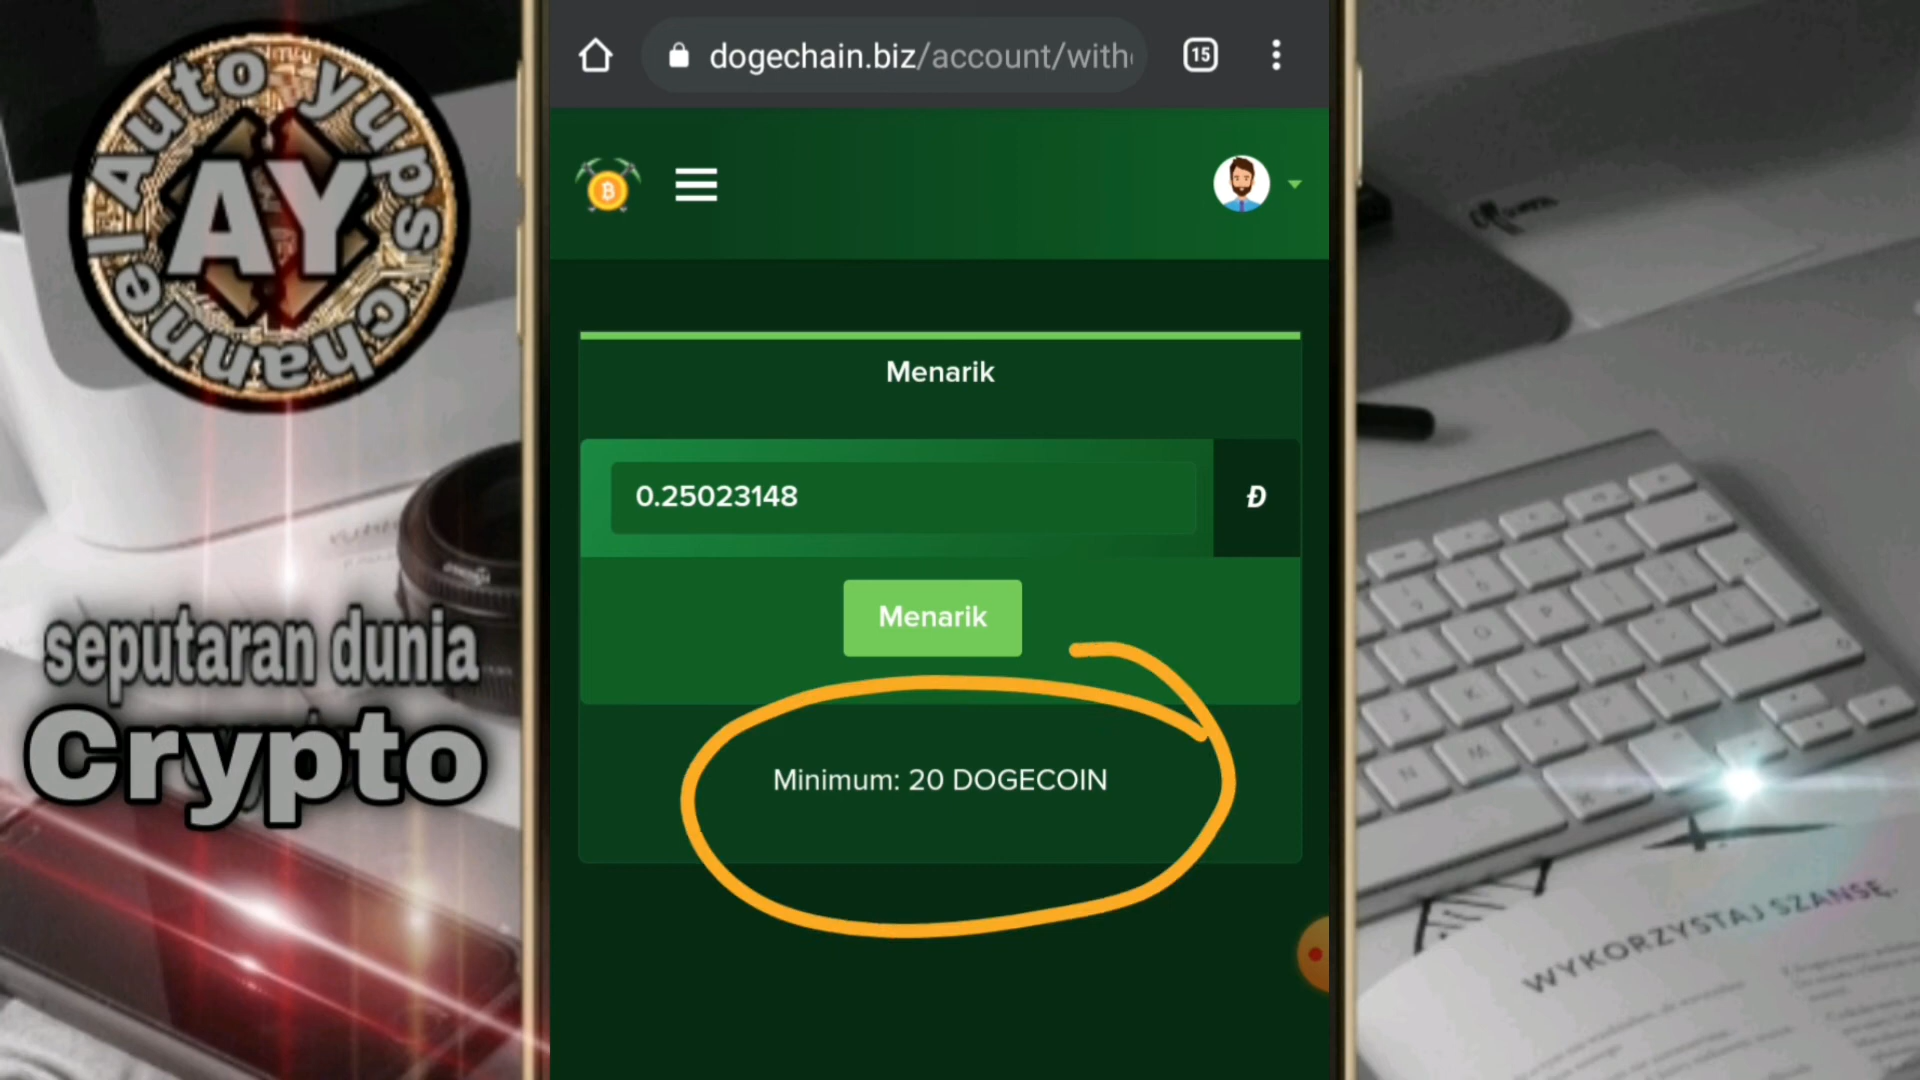 Auto yups channel
AY
seputaran dunia
Crypto
dogechain.biz/account/with
15
Menarik
0.25023148
Ð
Menarik
Minimum: 20 DOGECOIN
WYKORZYSTAJ SZANSĘ.